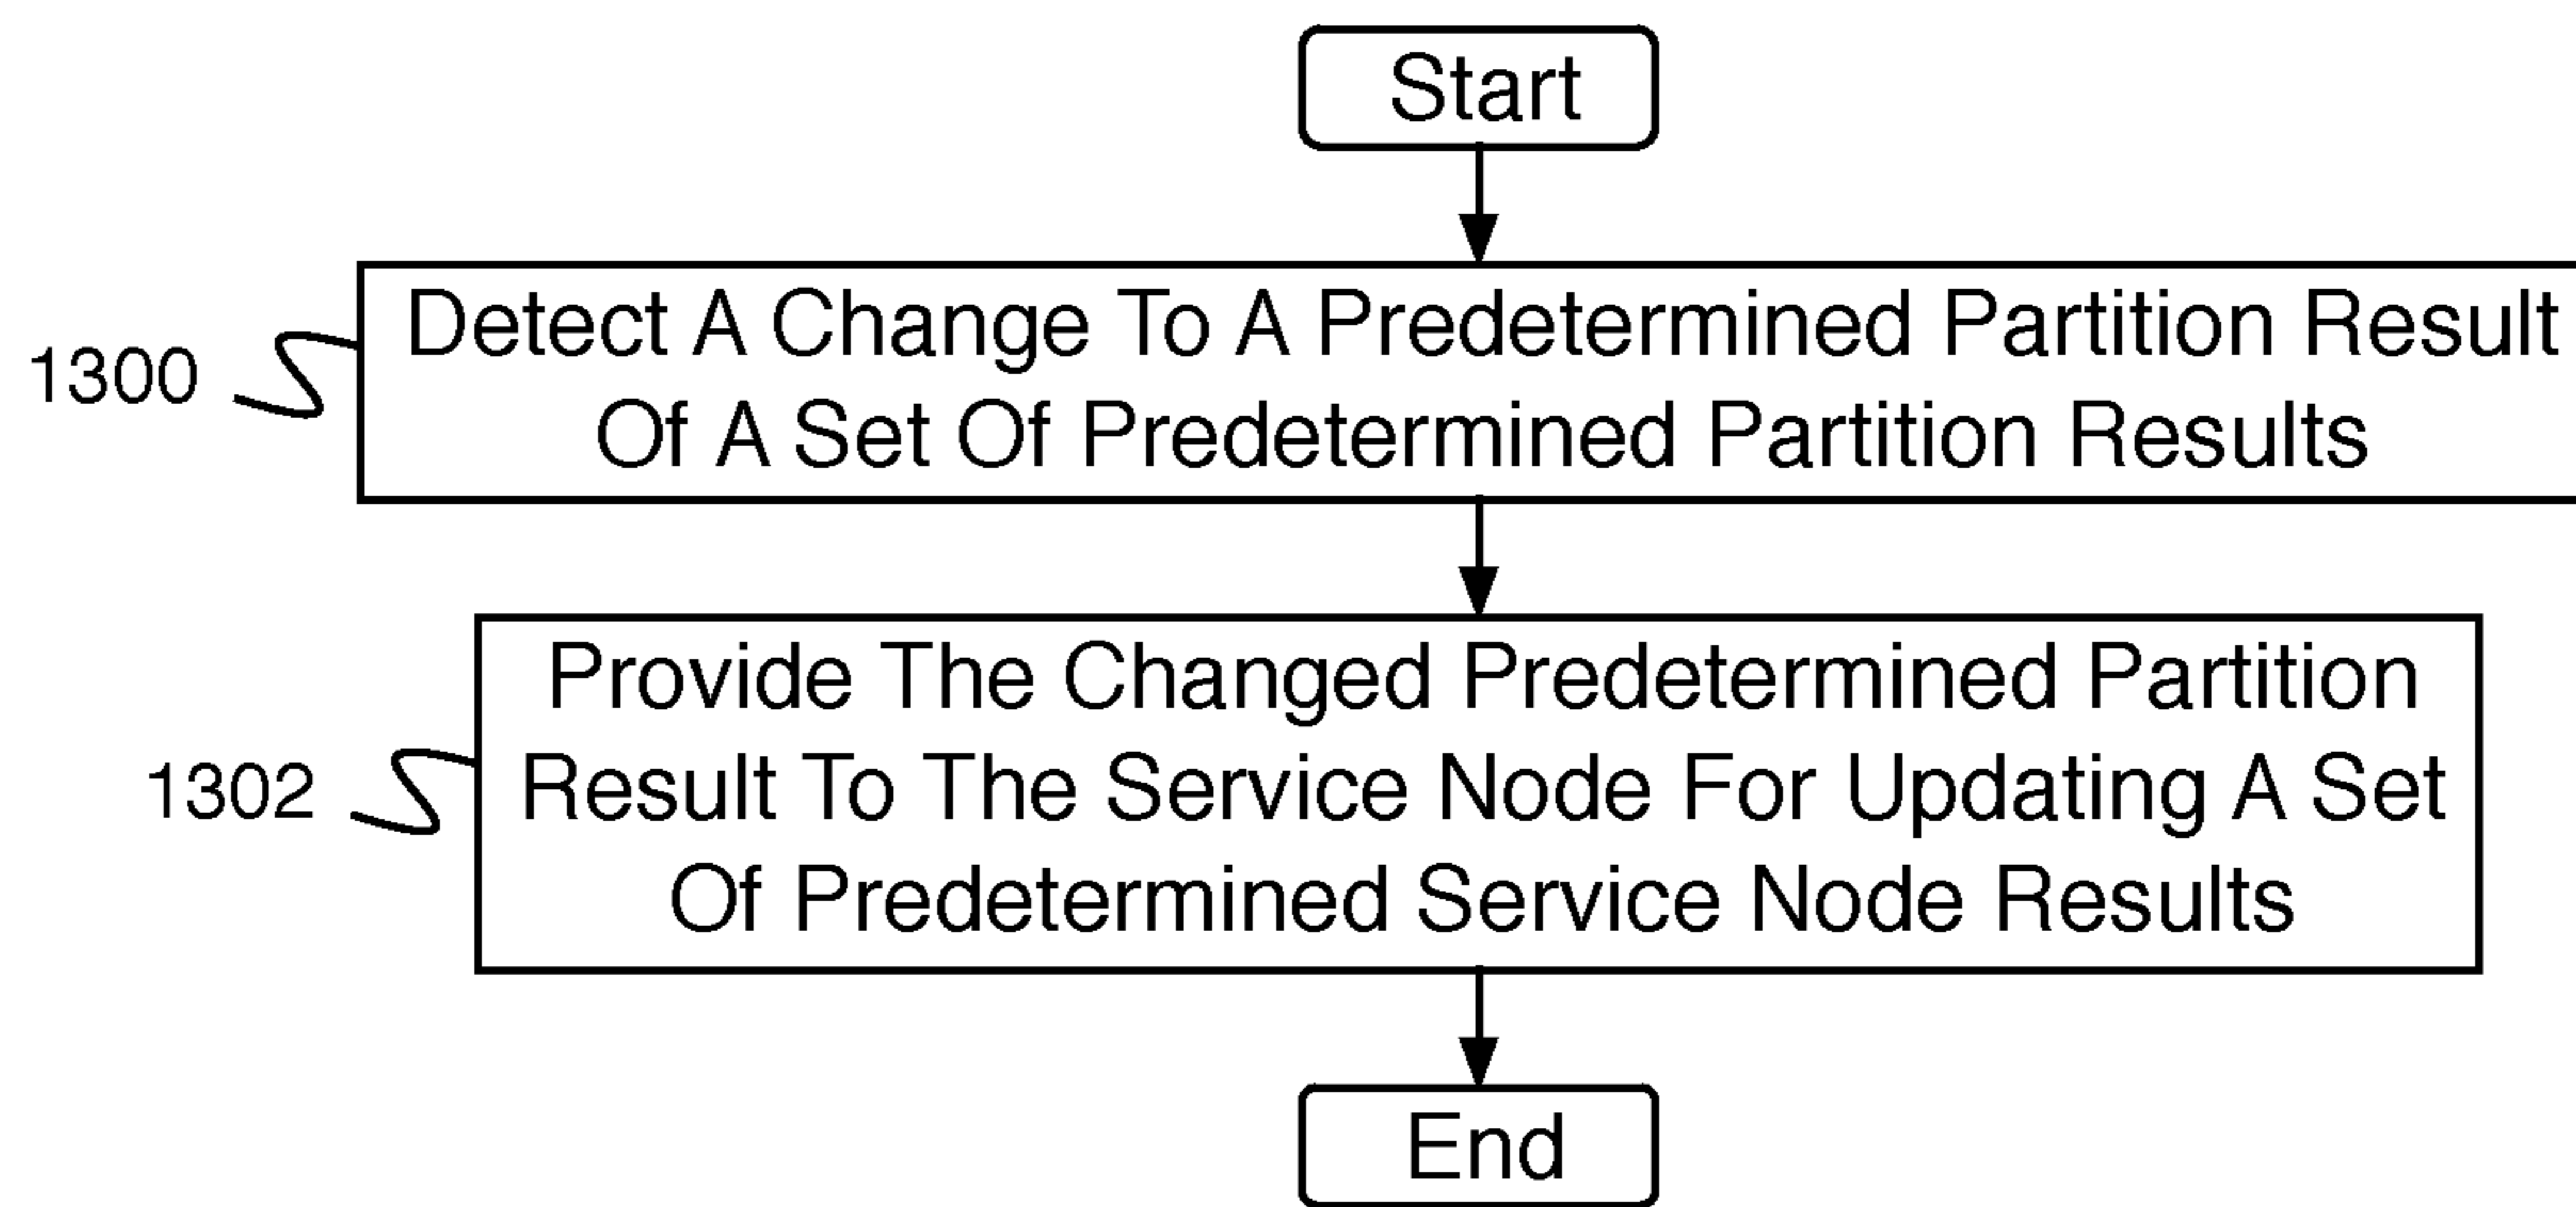 Start
Detect A Change To A Predetermined Partition Result
Of A Set Of Predetermined Partition Results
1300
Provide The Changed Predetermined Partition
Result To The Service Node For Updating A Set
Of Predetermined Service Node Results
1302
End